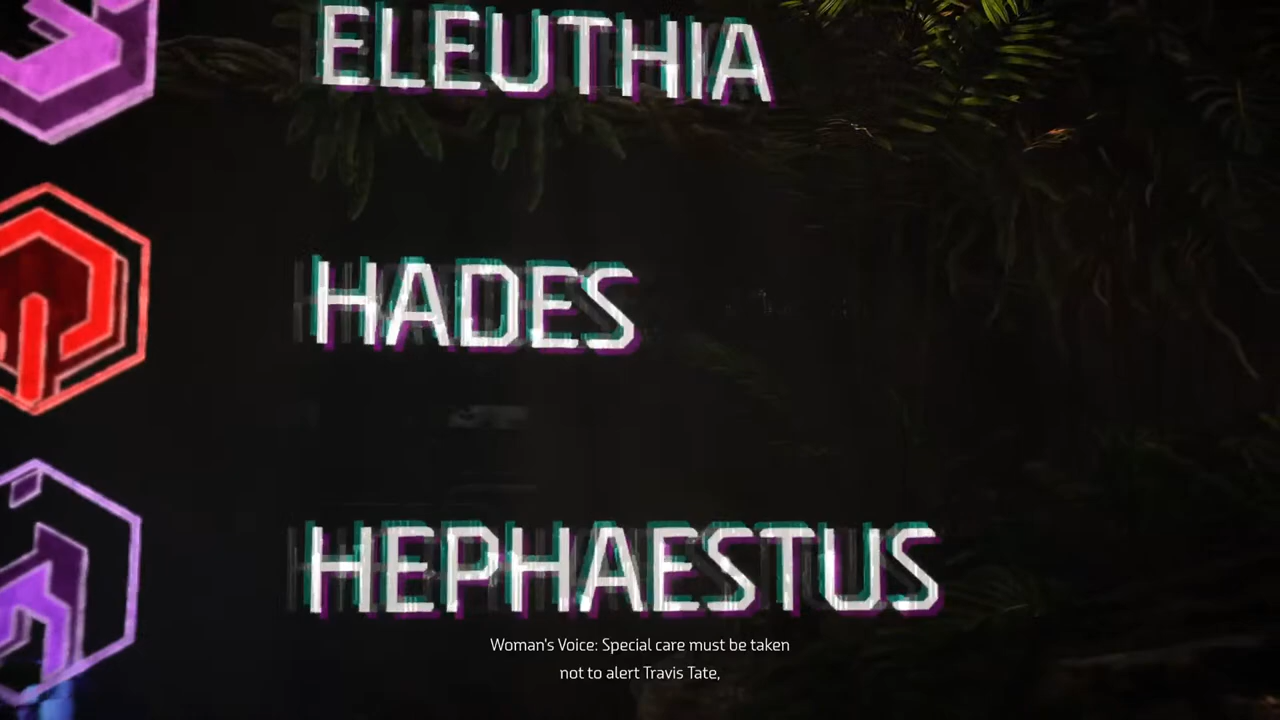 ELEUTHIA
HADES
HEPHAESTUS
Woman's Voice: Special care must be taken
not to alert Travis Tate,